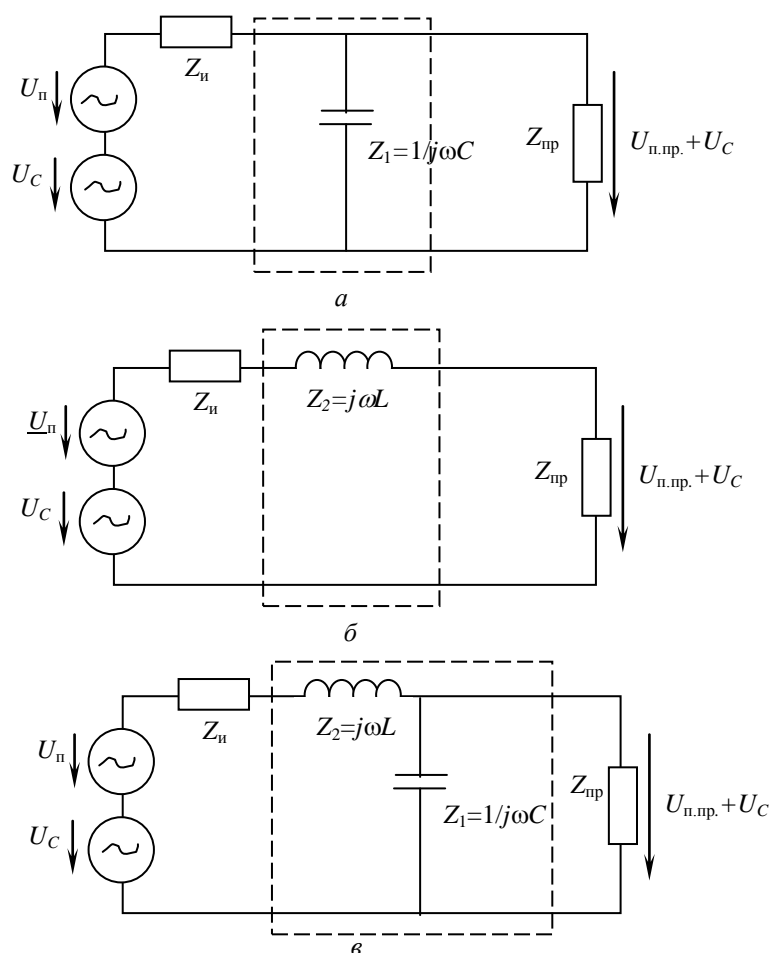 Zи
Uп
UC
Z1=1/jωC
Zпр
Uп.пр.+UC
а
Zи
Z2=jωL
Uп
UC
Zпр
Uп.пр.+UC
б
Zи
Z2=jωL
Uп
UC
Z1=1/jωC
Zпр
Uп.пр.+UC
в